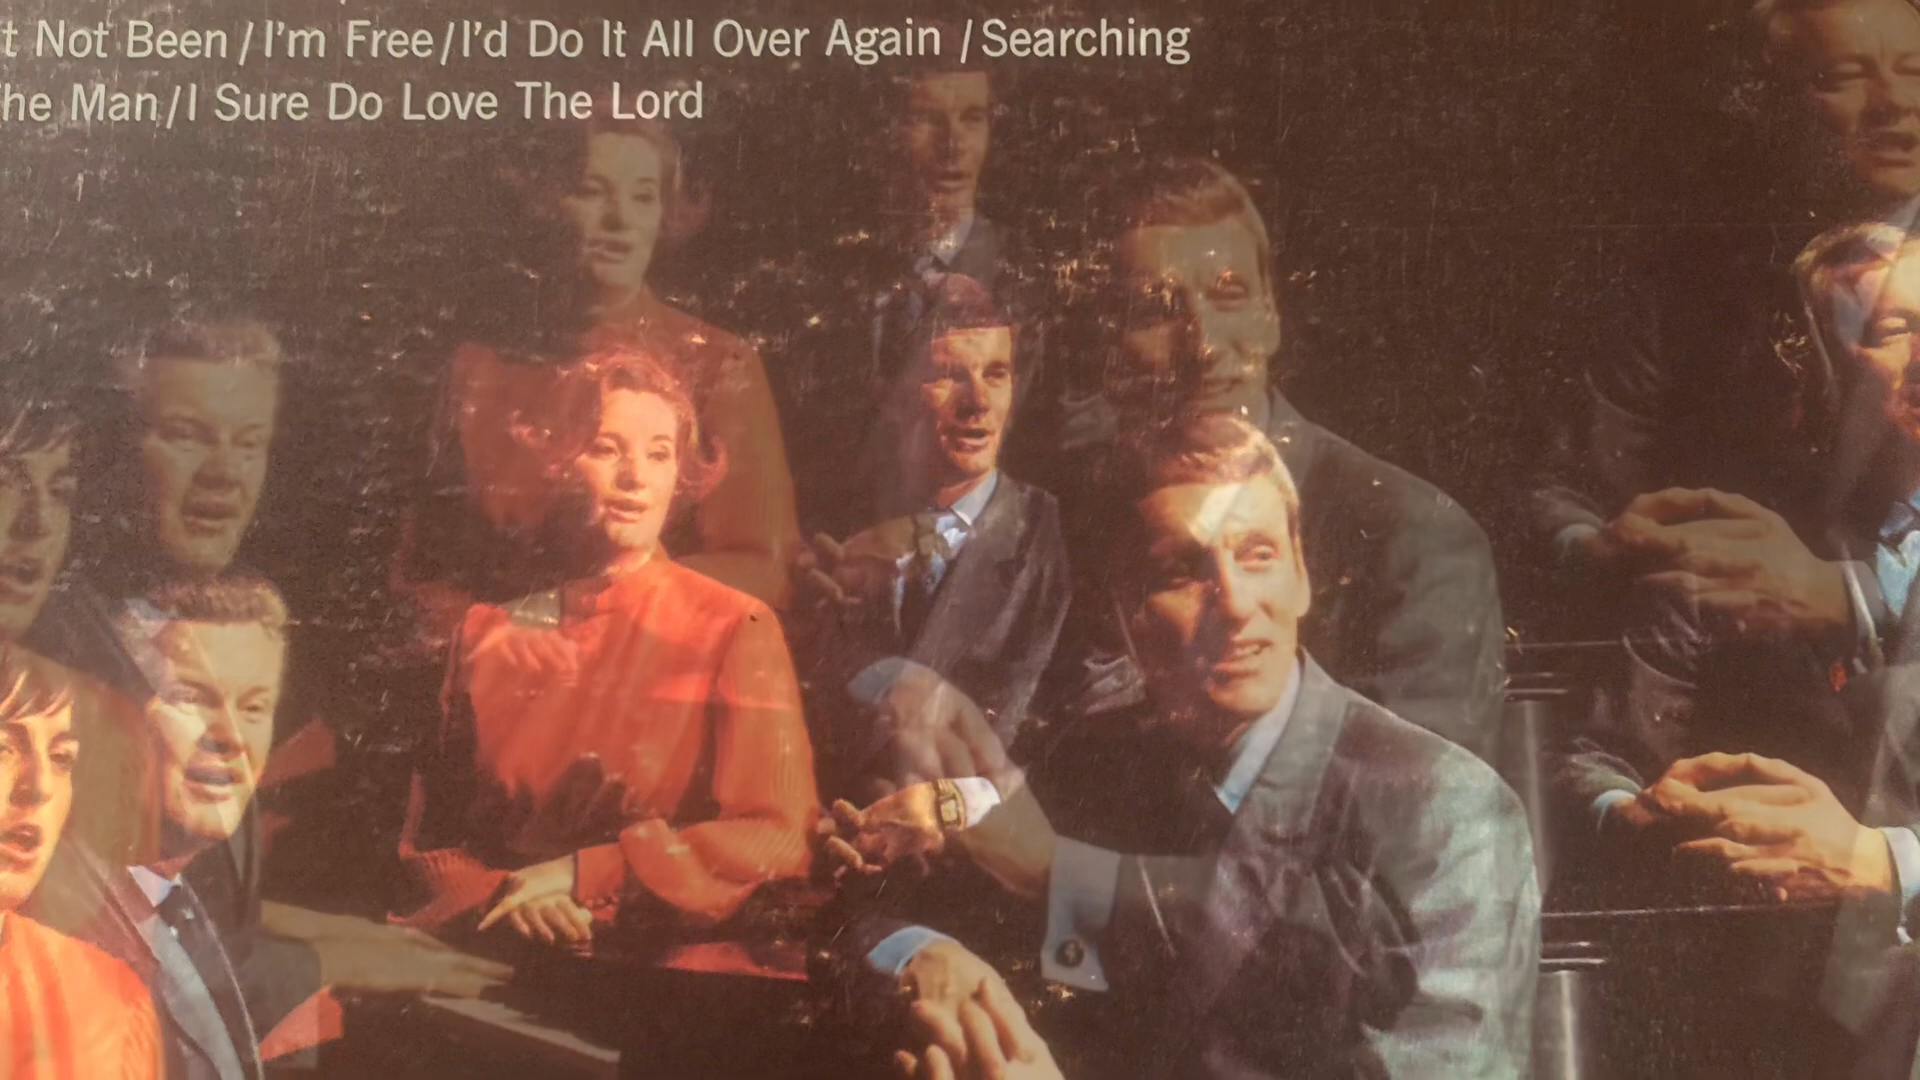 t Not Been/I'm Free/I'd Do It All Over Again /Searching
he Man/I Sure Do Love The Lord